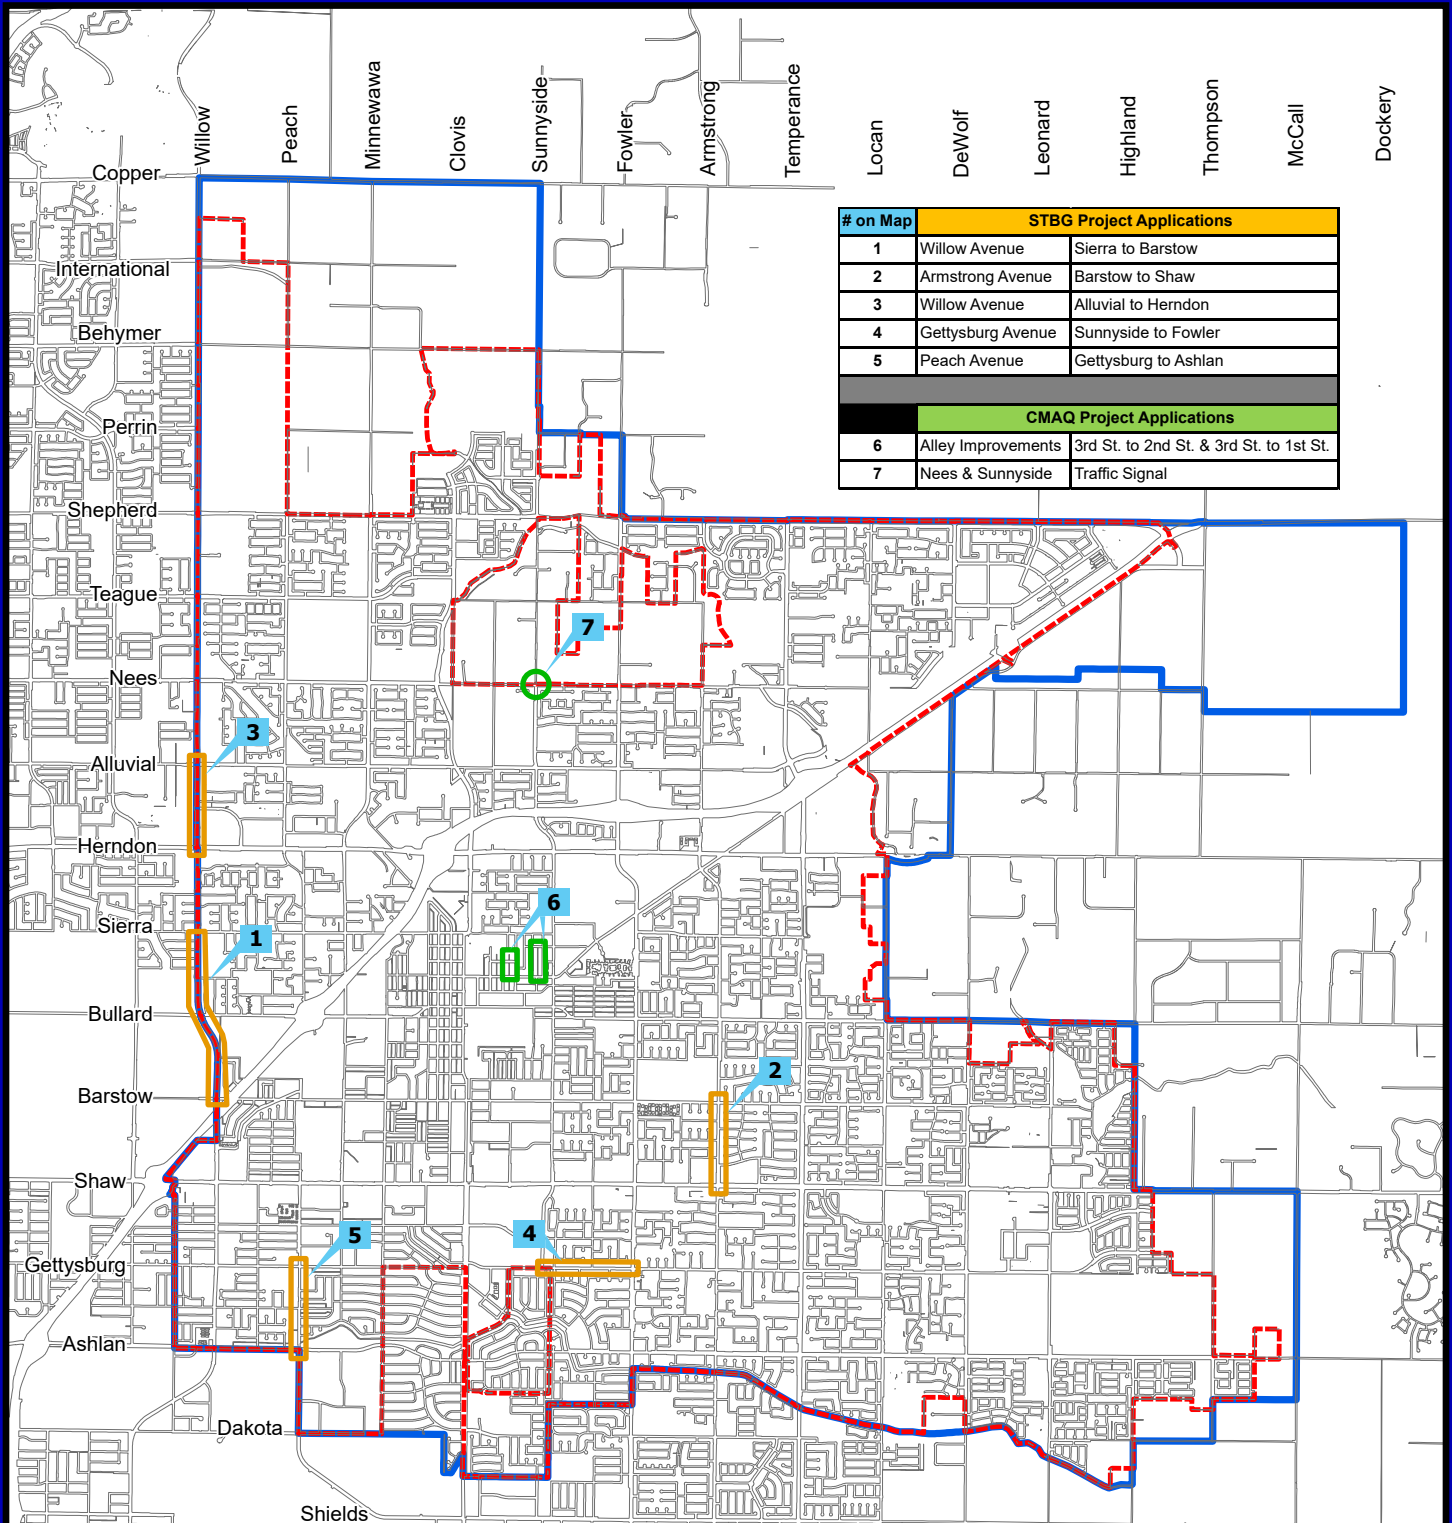 Willow
Peach
Minnewawa
Clovis
Sunnyside
Fowler
Armstrong
Temperance
Locan
DeWolf
Leonard
Highland
Thompson
McCall
Dockery
Copper
International
Behymer
Perrin
Shepherd
Teague
Nees
Alluvial
Herndon
Sierra
Bullard
Barstow
Shaw
Gettysburg
Ashlan
Dakota
Shields
# on Map STBG Project Applications
1 Willow Avenue Sierra to Barstow
2 Armstrong Avenue Barstow to Shaw
3 Willow Avenue Alluvial to Herndon
4 Gettysburg Avenue Sunnyside to Fowler
5 Peach Avenue Gettysburg to Ashlan
CMAQ Project Applications
6 Alley Improvements 3rd St. to 2nd St. & 3rd St. to 1st St.
7 Nees & Sunnyside Traffic Signal
7
3
6
1
2
5
4